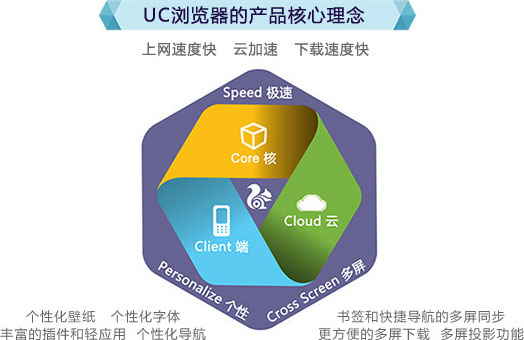 UC浏览器的产品核心理念
上网速度快 云加速 下载速度快
Speed 极速
Core 核
Cloud 云
Client 端
Personalize 个性
Cross Screen 多屏
个性化壁纸 个性化字体
丰富的插件和轻应用 个性化导航
书签和快捷导航的多屏同步
更方便的多屏下载 多屏投影功能